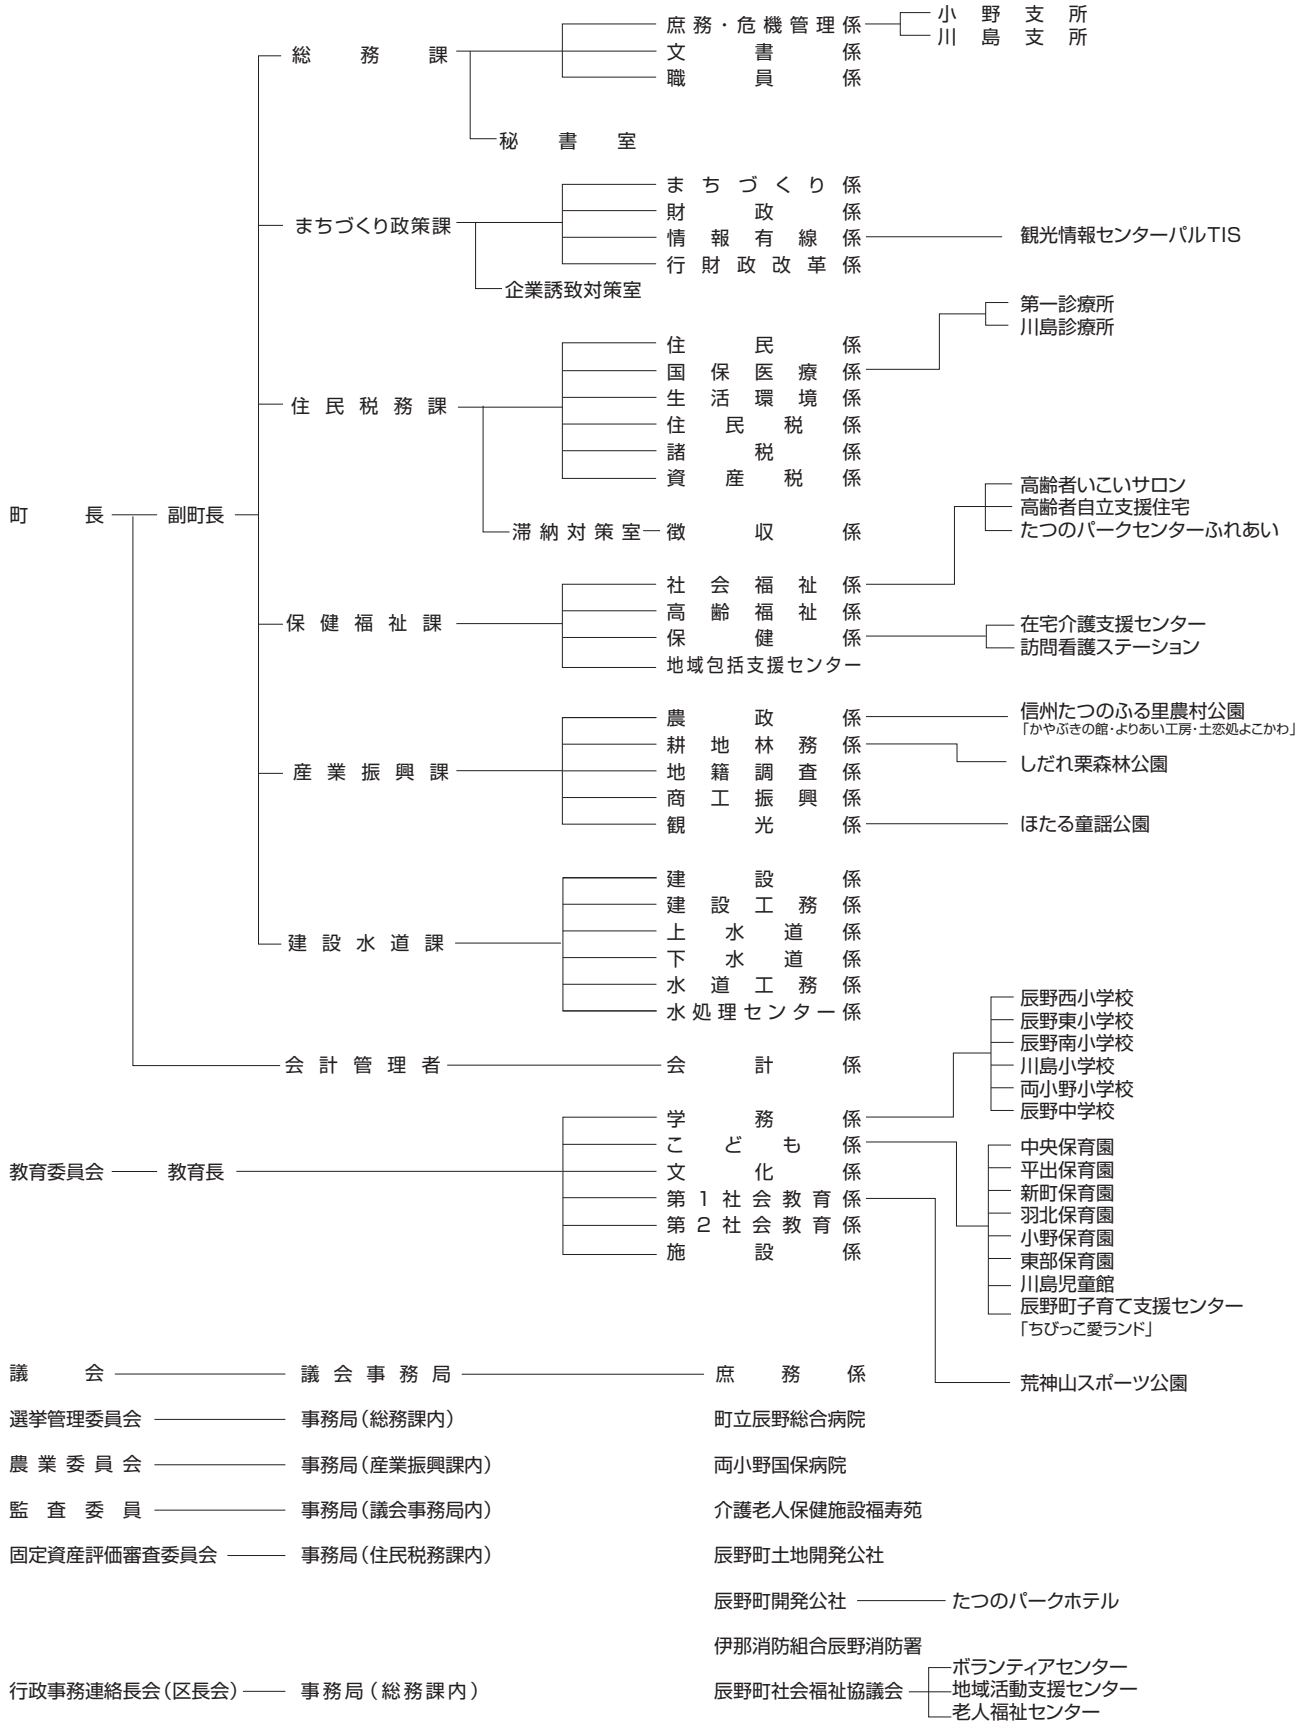 町長
副町長
総務課
庶務・危機管理係
小野支所
川島支所
文書係
職員係
秘書室
まちづくり政策課
まちづくり係
財政係
情報有線係
観光情報センターパルTIS
行財政改革係
企業誘致対策室
住民税務課
住民係
国保医療係
第一診療所
川島診療所
生活環境係
住民税係
諸税係
資産税係
滞納対策室
徴収係
保健福祉課
社会福祉係
高齢者いこいサロン
高齢者自立支援住宅
たつのパークセンターふれあい
高齢福祉係
保健係
在宅介護支援センター
訪問看護ステーション
地域包括支援センター
産業振興課
農政係
信州たつのふる里農村公園
「かやぶきの館・よりあい工房・土恋処よこかわ」
耕地林務係
しだれ栗森林公園
地籍調査係
商工振興係
観光係
ほたる童謡公園
建設水道課
建設係
建設工務係
上水道係
下水道係
水道工務係
水処理センター係
会計管理者
会計係
教育委員会
教育長
学務係
辰野西小学校
辰野東小学校
辰野南小学校
川島小学校
両小野小学校
辰野中学校
こども係
中央保育園
平出保育園
新町保育園
羽北保育園
小野保育園
東部保育園
川島児童館
辰野町子育て支援センター
「ちびっこ愛ランド」
文化係
第1社会教育係
荒神山スポーツ公園
第2社会教育係
施設係
議会
議会事務局
庶務係
選挙管理委員会
事務局（総務課内）
町立辰野総合病院
農業委員会
事務局（産業振興課内）
両小野国保病院
監査委員
事務局（議会事務局内）
介護老人保健施設福寿苑
固定資産評価審査委員会
事務局（住民税務課内）
辰野町土地開発公社
辰野町開発公社
たつのパークホテル
伊那消防組合辰野消防署
行政事務連絡長会（区長会）
事務局（総務課内）
辰野町社会福祉協議会
ボランティアセンター
地域活動支援センター
老人福祉センター